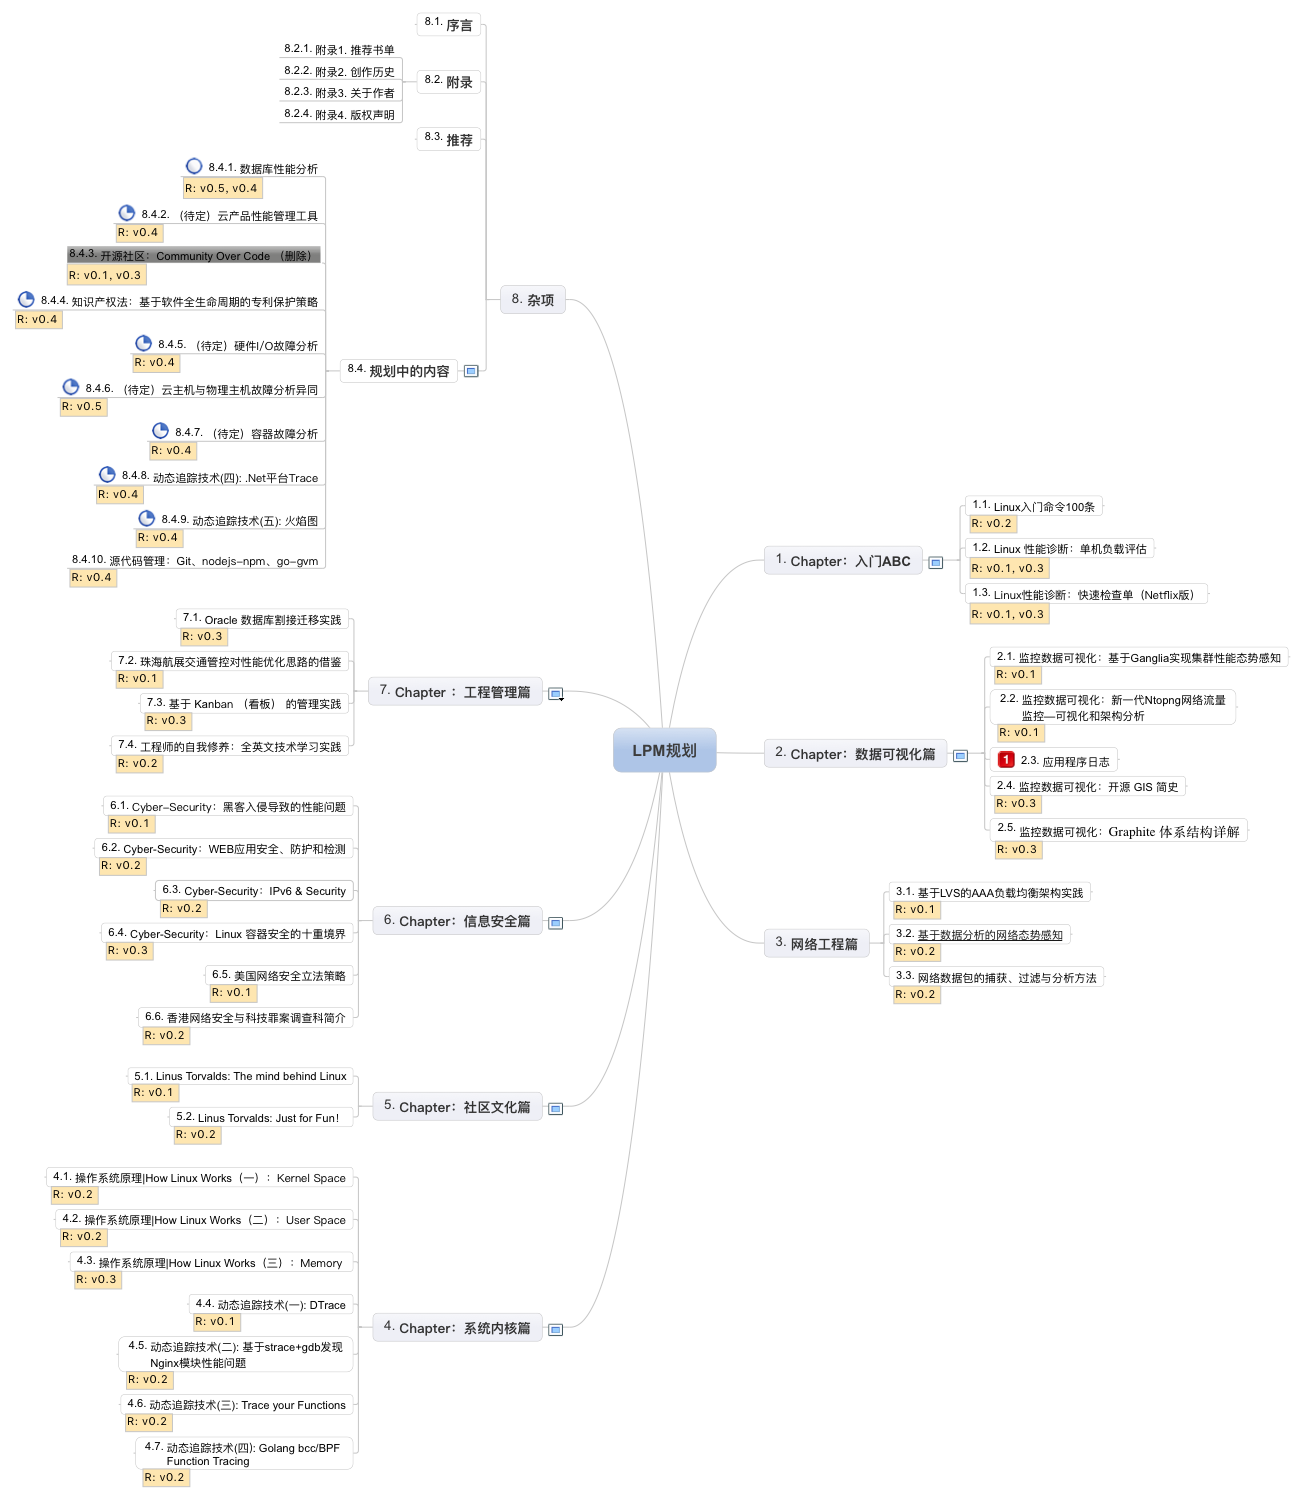 LPM规划
1. Chapter：入门ABC
1.1. Linux入门命令100条
R: v0.2
1.2. Linux 性能诊断：单机负载评估
R: v0.1, v0.3
1.3. Linux性能诊断：快速检查单（Netflix版）
R: v0.1, v0.3
2. Chapter：数据可视化篇
2.1. 监控数据可视化：基于Ganglia实现集群性能态势感知
R: v0.1
2.2. 监控数据可视化：新一代Ntopng网络流量
监控—可视化和架构分析
R: v0.1
1 2.3. 应用程序日志
2.4. 监控数据可视化：开源 GIS 简史
R: v0.3
2.5. 监控数据可视化：Graphite 体系结构详解
R: v0.3
3. 网络工程篇
3.1. 基于LVS的AAA负载均衡架构实践
R: v0.1
3.2. 基于数据分析的网络态势感知
R: v0.2
3.3. 网络数据包的捕获、过滤与分析方法
R: v0.2
4. Chapter：系统内核篇
4.1. 操作系统原理|How Linux Works（一）：Kernel Space
R: v0.2
4.2. 操作系统原理|How Linux Works（二）：User Space
R: v0.2
4.3. 操作系统原理|How Linux Works（三）：Memory
R: v0.3
4.4. 动态追踪技术(一): DTrace
R: v0.1
4.5. 动态追踪技术(二): 基于strace+gdb发现
Nginx模块性能问题
R: v0.2
4.6. 动态追踪技术(三): Trace your Functions
R: v0.2
4.7. 动态追踪技术(四): Golang bcc/BPF
Function Tracing
R: v0.2
5. Chapter：社区文化篇
5.1. Linus Torvalds: The mind behind Linux
R: v0.1
5.2. Linus Torvalds: Just for Fun!
R: v0.2
6. Chapter：信息安全篇
6.1. Cyber–Security：黑客入侵导致的性能问题
R: v0.1
6.2. Cyber-Security：WEB应用安全、防护和检测
R: v0.2
6.3. Cyber-Security：IPv6 & Security
R: v0.2
6.4. Cyber-Security：Linux 容器安全的十重境界
R: v0.3
6.5. 美国网络安全立法策略
R: v0.1
6.6. 香港网络安全与科技罪案调查科简介
R: v0.2
7. Chapter ：工程管理篇
7.1. Oracle 数据库割接迁移实践
R: v0.3
7.2. 珠海航展交通管控对性能优化思路的借鉴
R: v0.1
7.3. 基于 Kanban （看板） 的管理实践
R: v0.3
7.4. 工程师的自我修养：全英文技术学习实践
R: v0.2
8. 杂项
8.1. 序言
8.2. 附录
8.2.1. 附录1. 推荐书单
8.2.2. 附录2. 创作历史
8.2.3. 附录3. 关于作者
8.2.4. 附录4. 版权声明
8.3. 推荐
8.4. 规划中的内容
8.4.1. 数据库性能分析
R: v0.5, v0.4
8.4.2. （待定）云产品性能管理工具
R: v0.4
8.4.3. 开源社区：Community Over Code （删除）
R: v0.1, v0.3
8.4.4. 知识产权法：基于软件全生命周期的专利保护策略
R: v0.4
8.4.5. （待定）硬件I/O故障分析
R: v0.4
8.4.6. （待定）云主机与物理主机故障分析异同
R: v0.5
8.4.7. （待定）容器故障分析
R: v0.4
8.4.8. 动态追踪技术(四): .Net平台Trace
R: v0.4
8.4.9. 动态追踪技术(五): 火焰图
R: v0.4
8.4.10. 源代码管理：Git、nodejs–npm、go–gvm
R: v0.4